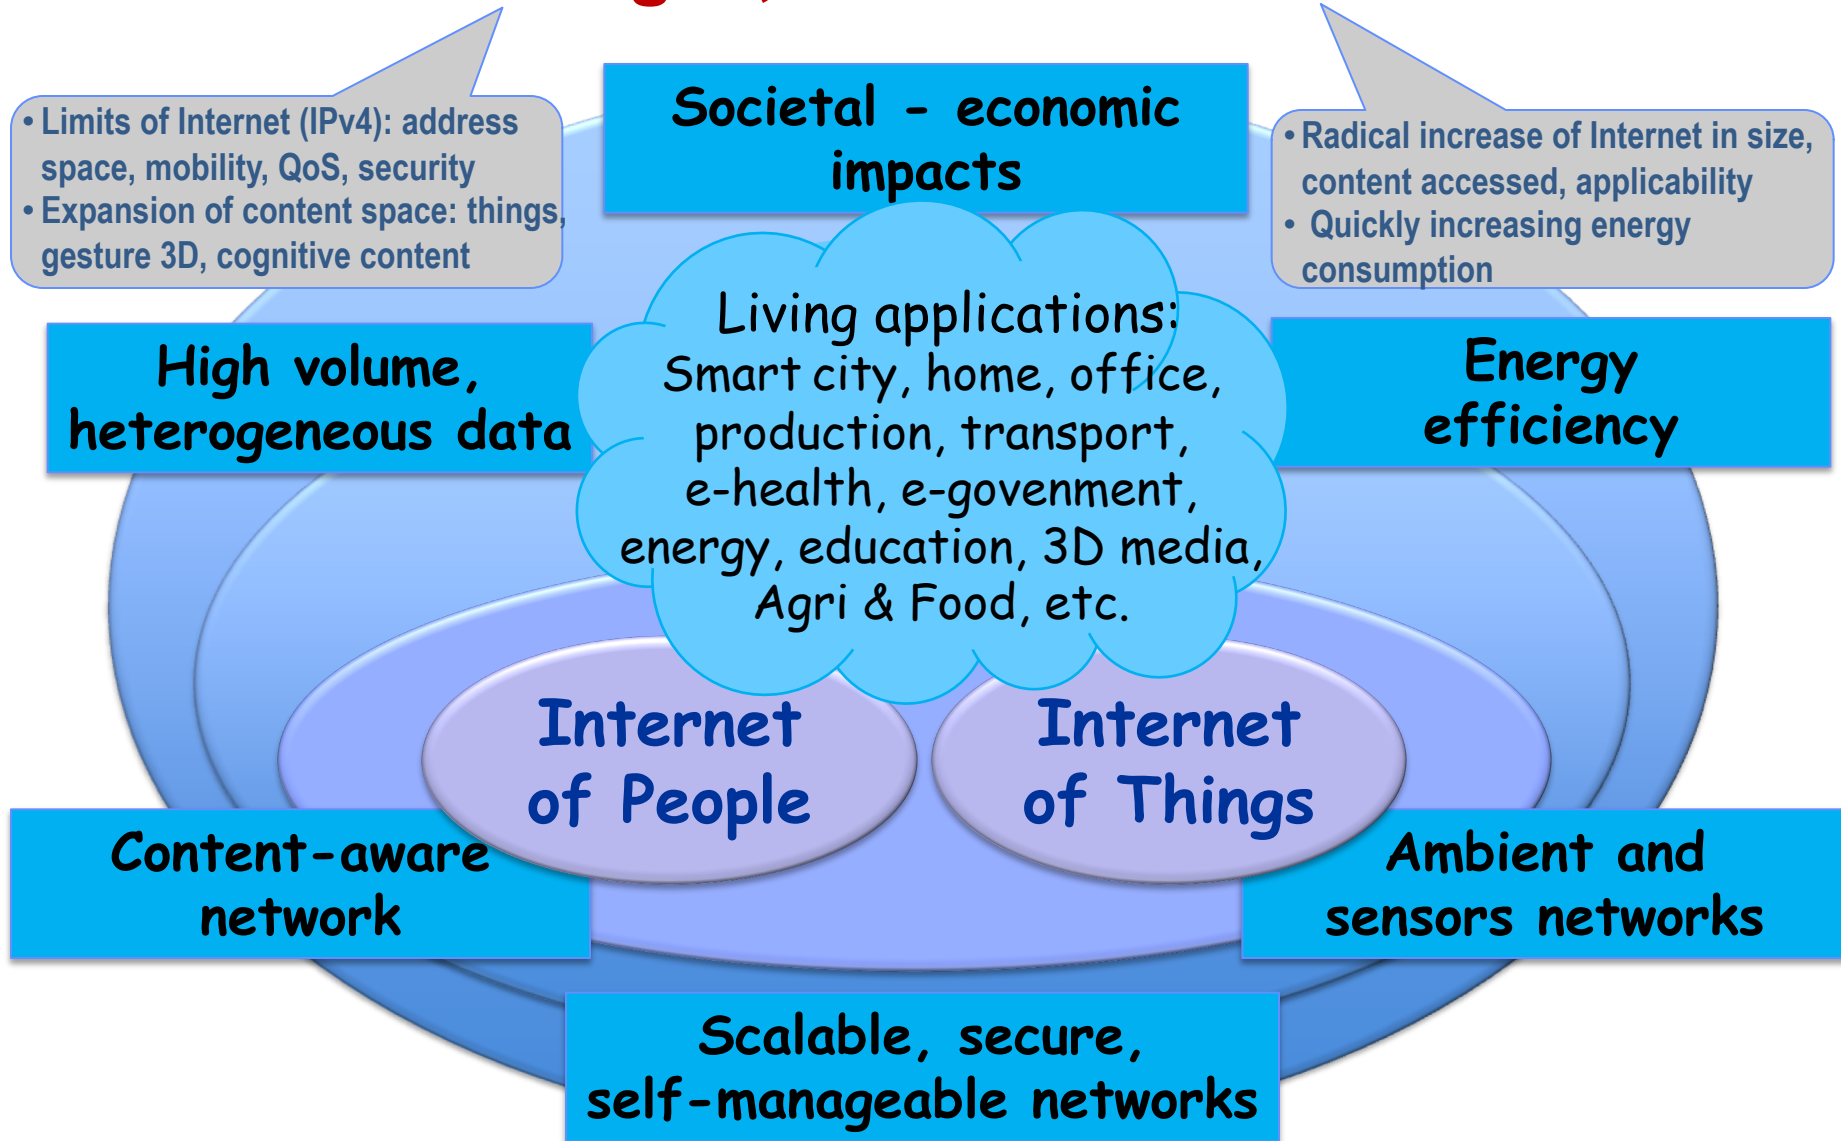 Societal - economic
impacts
• Limits of Internet (IPv4): address
space, mobility, QoS, security
• Expansion of content space: things,
gesture 3D, cognitive content
• Radical increase of Internet in size,
content accessed, applicability
• Quickly increasing energy
consumption
High volume,
heterogeneous data
Living applications:
Smart city, home, office,
production, transport,
e-health, e-govenment,
energy, education, 3D media,
Agri & Food, etc.
Energy
efficiency
Internet
of People
Internet
of Things
Content-aware
network
Ambient and
sensors networks
Scalable, secure,
self-manageable networks